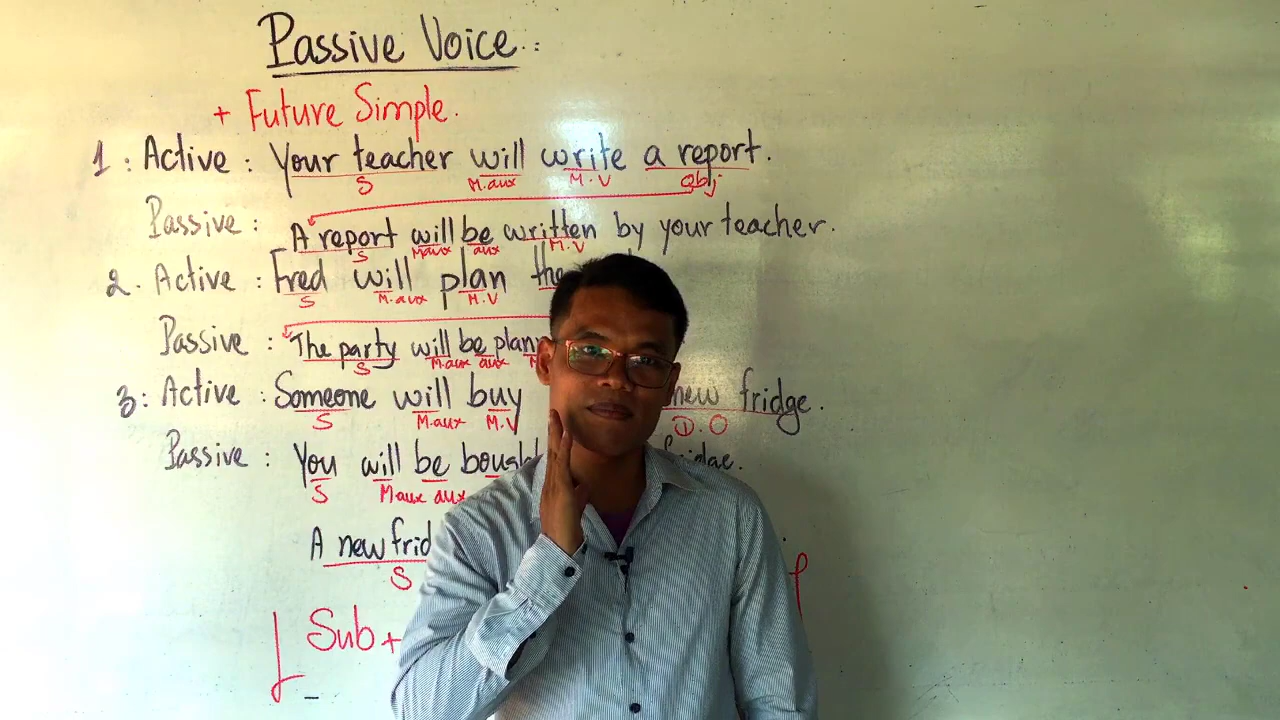 Passive Voice :
+ Future Simple.
1 : Active : Your teacher will write a report.
S M.aux M.V obj
Passive : A report will be written by your teacher.
S M.aux aux M.V
2. Active : Fred will plan the
S M.aux M.V
Passive : The party will be plann
S M.aux aux
3 : Active : Someone will buy new fridge.
S M.aux M.V D.O
Passive : You will be bought fridge.
S M aux aux
A new frid
S
Sub +